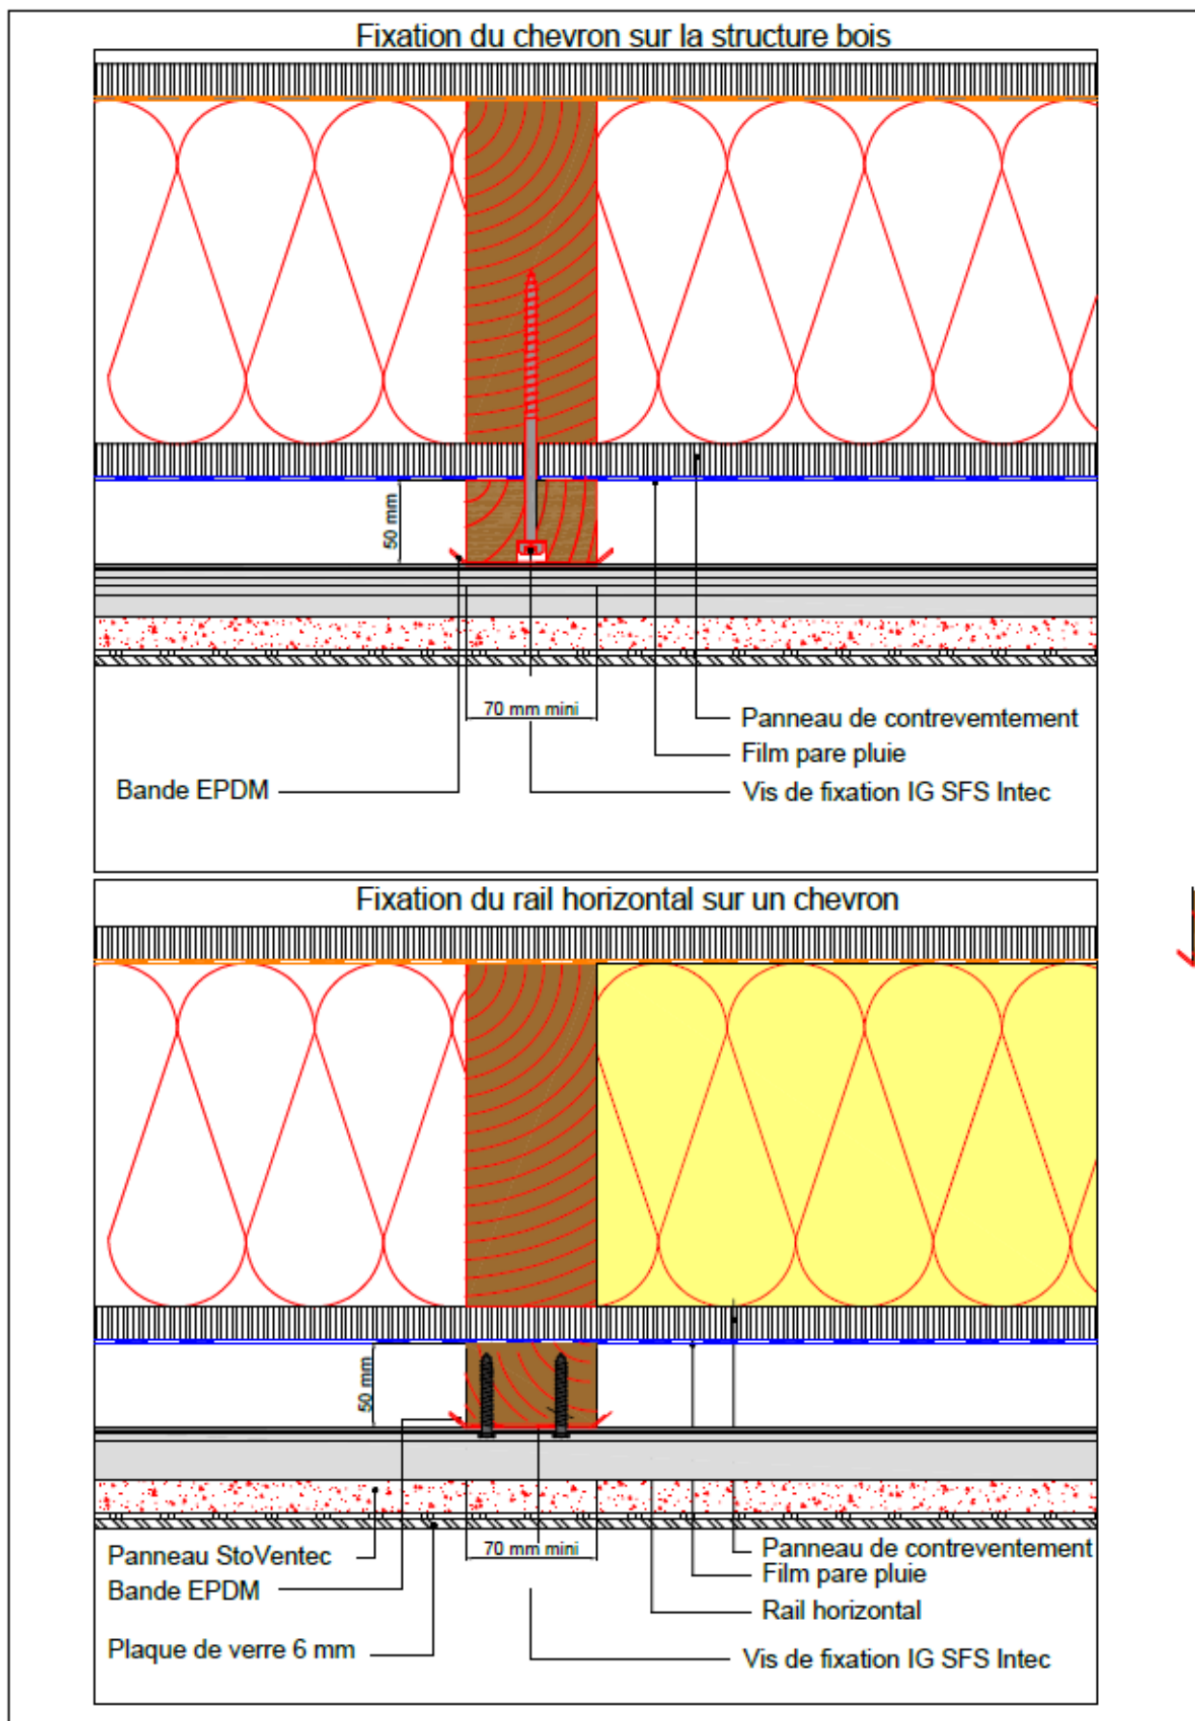 Fixation du chevron sur la structure bois
50 mm
70 mm mini
Panneau de contrevemtement
Film pare pluie
Bande EPDM
Vis de fixation IG SFS Intec
Fixation du rail horizontal sur un chevron
50 mm
70 mm mini
Panneau StoVentec
Panneau de contreventement
Bande EPDM
Film pare pluie
Rail horizontal
Plaque de verre 6 mm
Vis de fixation IG SFS Intec